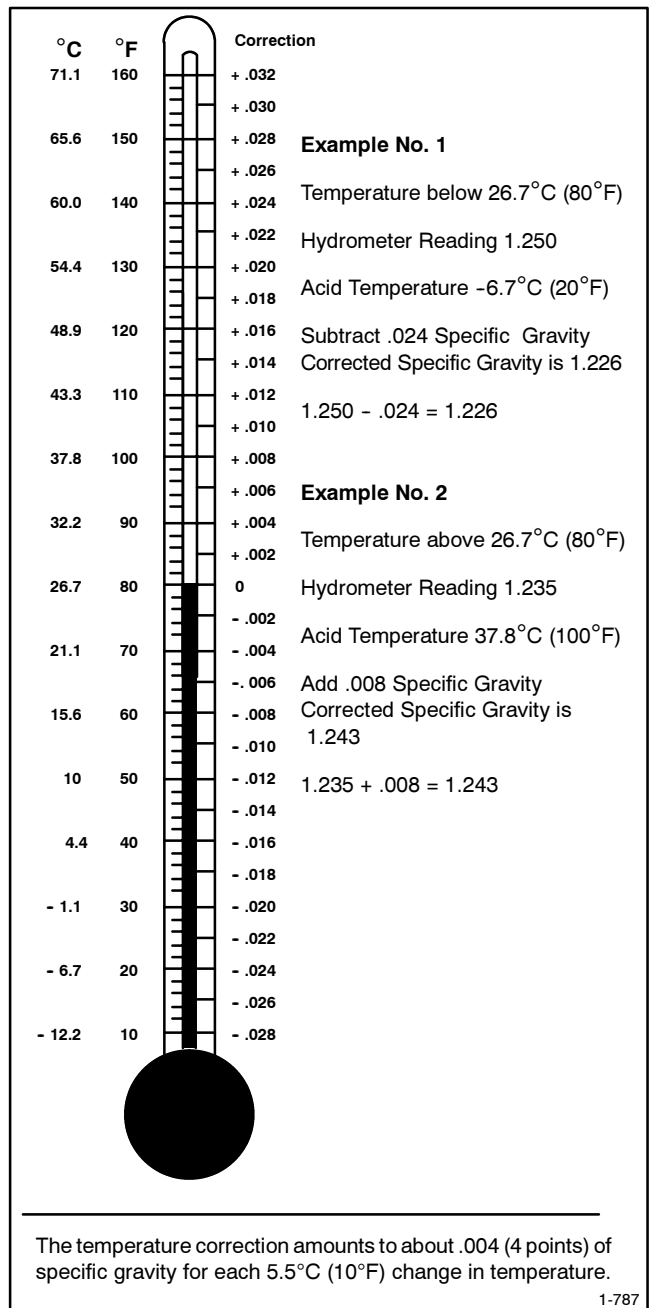 °C °F Correction
71.1 160 + .032
+ .030
65.6 150 + .028
+ .026
60.0 140 + .024
+ .022
54.4 130 + .020
+ .018
48.9 120 + .016
+ .014
43.3 110 + .012
+ .010
37.8 100 + .008
+ .006
32.2 90 + .004
+ .002
26.7 80 0
- .002
21.1 70 - .004
-. 006
15.6 60 - .008
- .010
10 50 - .012
- .014
4.4 40 - .016
- .018
- 1.1 30 - .020
- .022
- 6.7 20 - .024
- .026
- 12.2 10 - .028
Example No. 1
Temperature below 26.7°C (80°F)
Hydrometer Reading 1.250
Acid Temperature -6.7°C (20°F)
Subtract .024 Specific Gravity
Corrected Specific Gravity is 1.226
1.250 - .024 = 1.226
Example No. 2
Temperature above 26.7°C (80°F)
Hydrometer Reading 1.235
Acid Temperature 37.8°C (100°F)
Add .008 Specific Gravity
Corrected Specific Gravity is
1.243
1.235 + .008 = 1.243
The temperature correction amounts to about .004 (4 points) of
specific gravity for each 5.5°C (10°F) change in temperature.
1-787